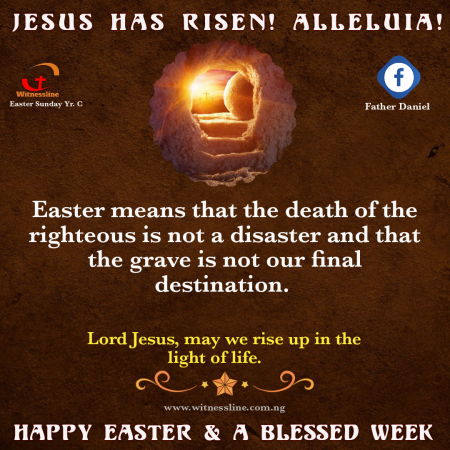 JESUS HAS RISEN! ALLELUIA!
Witnessline
Easter Sunday Yr. C
f
Father Daniel
Easter means that the death of the
righteous is not a disaster and that
the grave is not our final
destination.
Lord Jesus, may we rise up in the
light of life.
www.witnessline.com.ng
HAPPY EASTER & A BLESSED WEEK